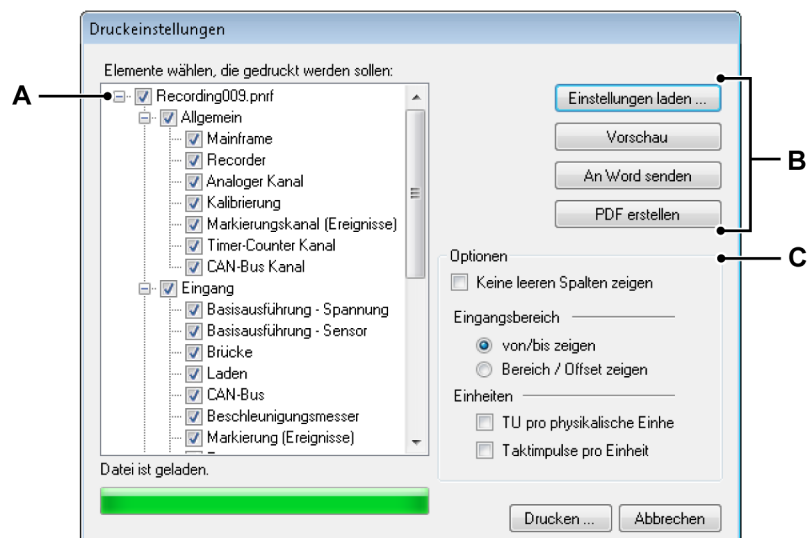 Druckeinstellungen
Elemente wählen, die gedruckt werden sollen:
A
Recording009.pnrf
Allgemein
Mainframe
Recorder
Analoger Kanal
Kalibrierung
Markierungskanal (Ereignisse)
Timer-Counter Kanal
CAN-Bus Kanal
Eingang
Basisausführung - Spannung
Basisausführung - Sensor
Brücke
Laden
CAN-Bus
Beschleunigungsmesser
Markierung (Ereignisse)
Datei ist geladen.
Einstellungen laden ...
Vorschau
An Word senden
PDF erstellen
B
Optionen
C
Keine leeren Spalten zeigen
Eingangsbereich
von/bis zeigen
Bereich / Offset zeigen
Einheiten
TU pro physikalische Einhe
Taktimpulse pro Einheit
Drucken ...
Abbrechen